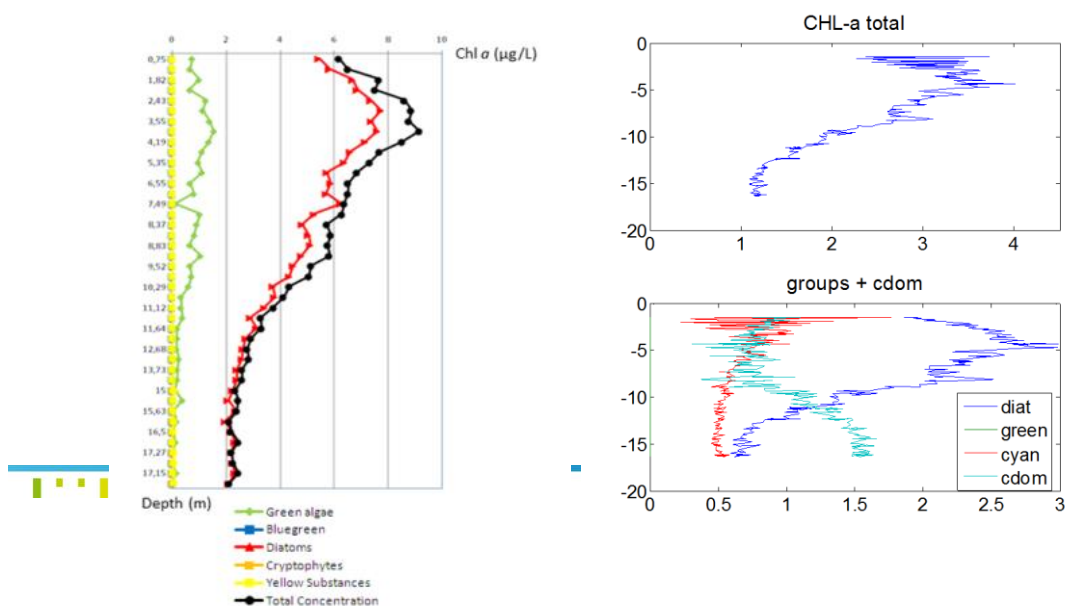 0 2 4 6 8 10
Chl a (µg/L)
0,75
1,82
2,43
3,55
4,19
5,35
6,55
7,49
8,37
8,83
9,52
10,29
11,12
11,64
12,68
13,73
15
15,63
16,5
17,27
17,15
Depth (m)
Green algae
Bluegreen
Diatoms
Cryptophytes
Yellow Substances
Total Concentration
CHL-a total
0
-5
-10
-15
-20
0 1 2 3 4
groups + cdom
0
-5
-10
-15
-20
diat
green
cyan
cdom
0 0.5 1 1.5 2 2.5 3